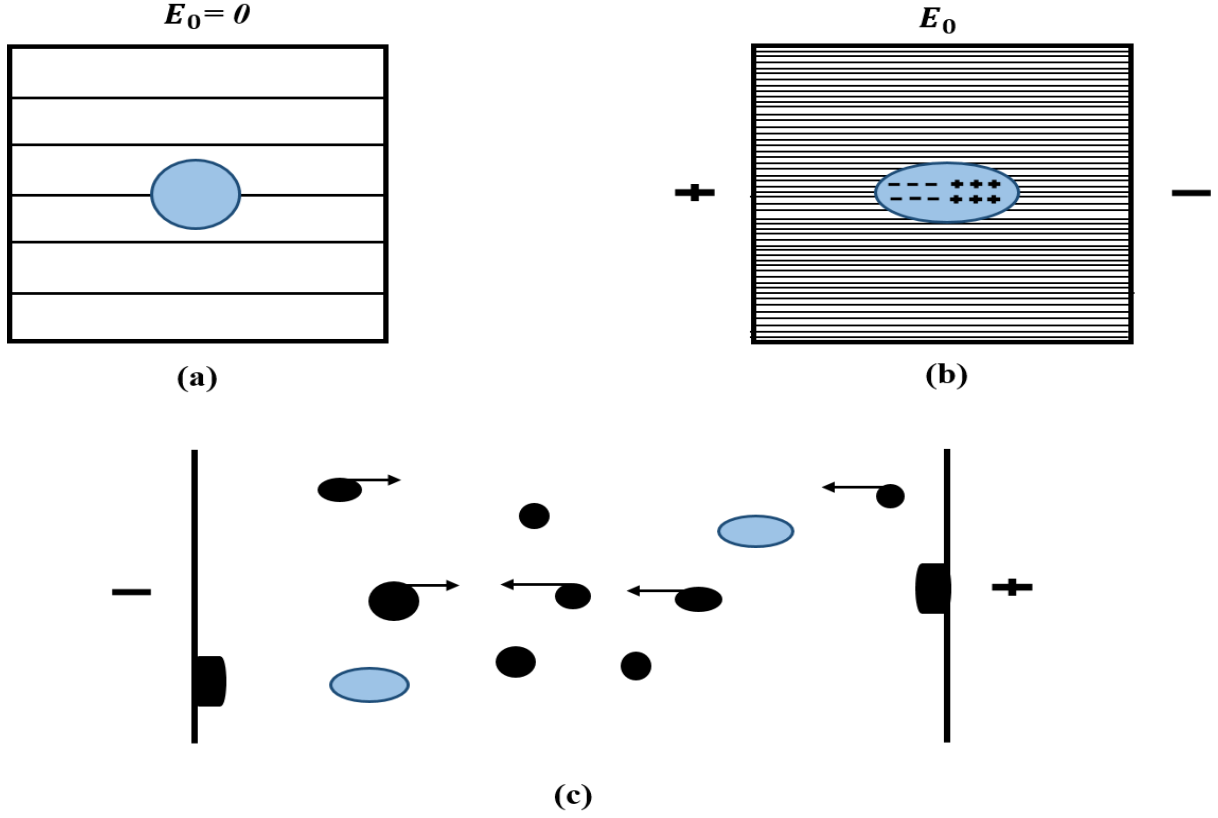 E₀= 0
E₀
+
−
− − − + + +
− − − + + +
(a)
(b)
−
+
(c)